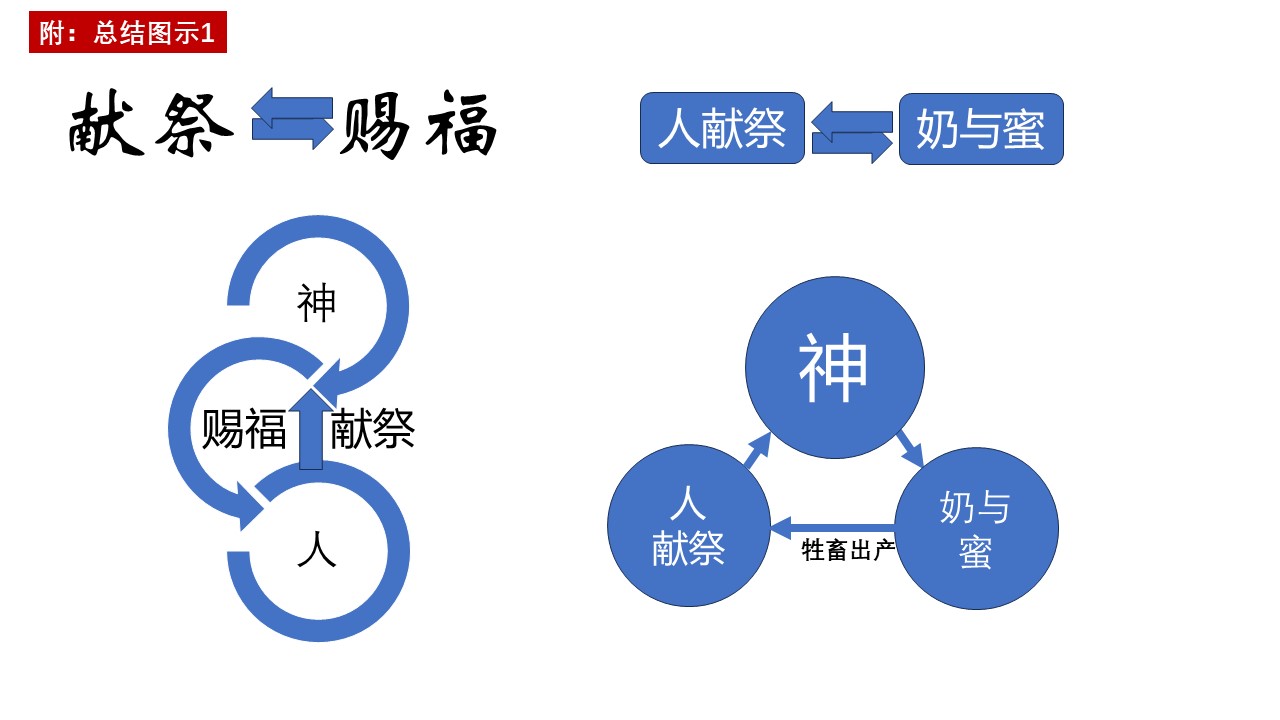 附：总结图示1
献祭 赐福
人献祭 奶与蜜
神
赐福 献祭
人
神
人
献祭
牲畜出产
奶与
蜜